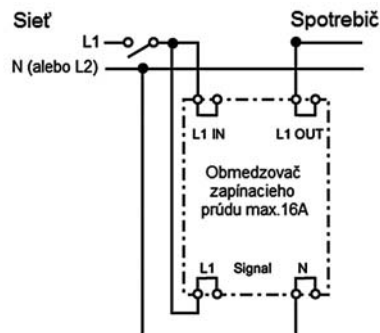 Sieť
Spotrebič
L1
N (alebo L2)
L1 IN
L1 OUT
Obmedzovač
zapínacieho
prúdu max.16A
L1
Signal
N